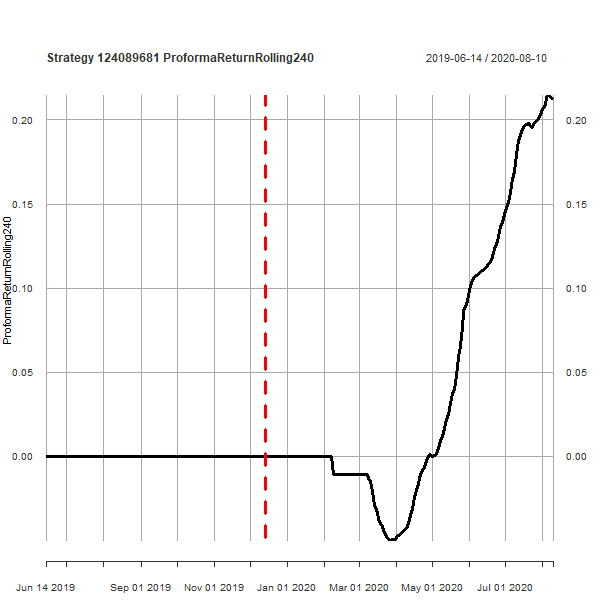 Strategy 124089681 ProformaReturnRolling240
2019-06-14 / 2020-08-10
ProformaReturnRolling240
0.20 0.20
0.15 0.15
0.10 0.10
0.05 0.05
0.00 0.00
Jun 14 2019 Sep 01 2019 Nov 01 2019 Jan 01 2020 Mar 01 2020 May 01 2020 Jul 01 2020